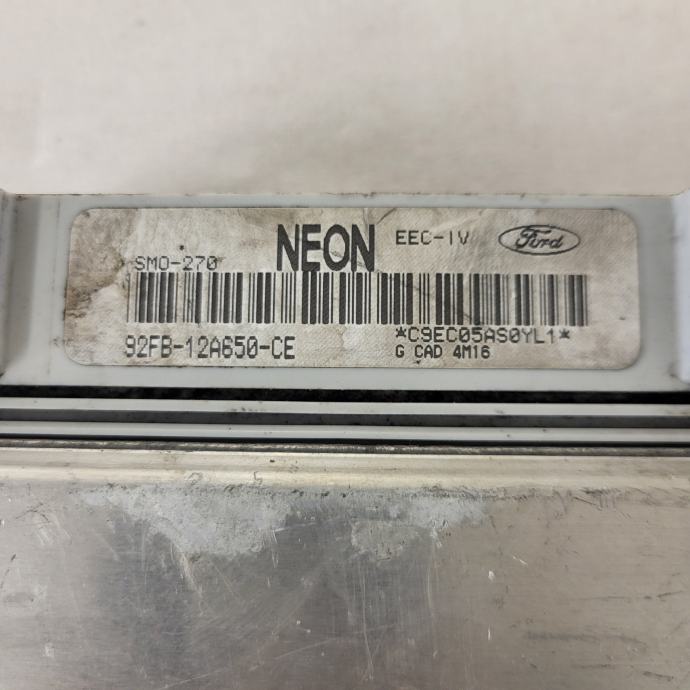 SMO-270 NEON EEC-IV Ford
92FB-12A650-CE *C9EC05AS0YL1*
G CAD 4M16